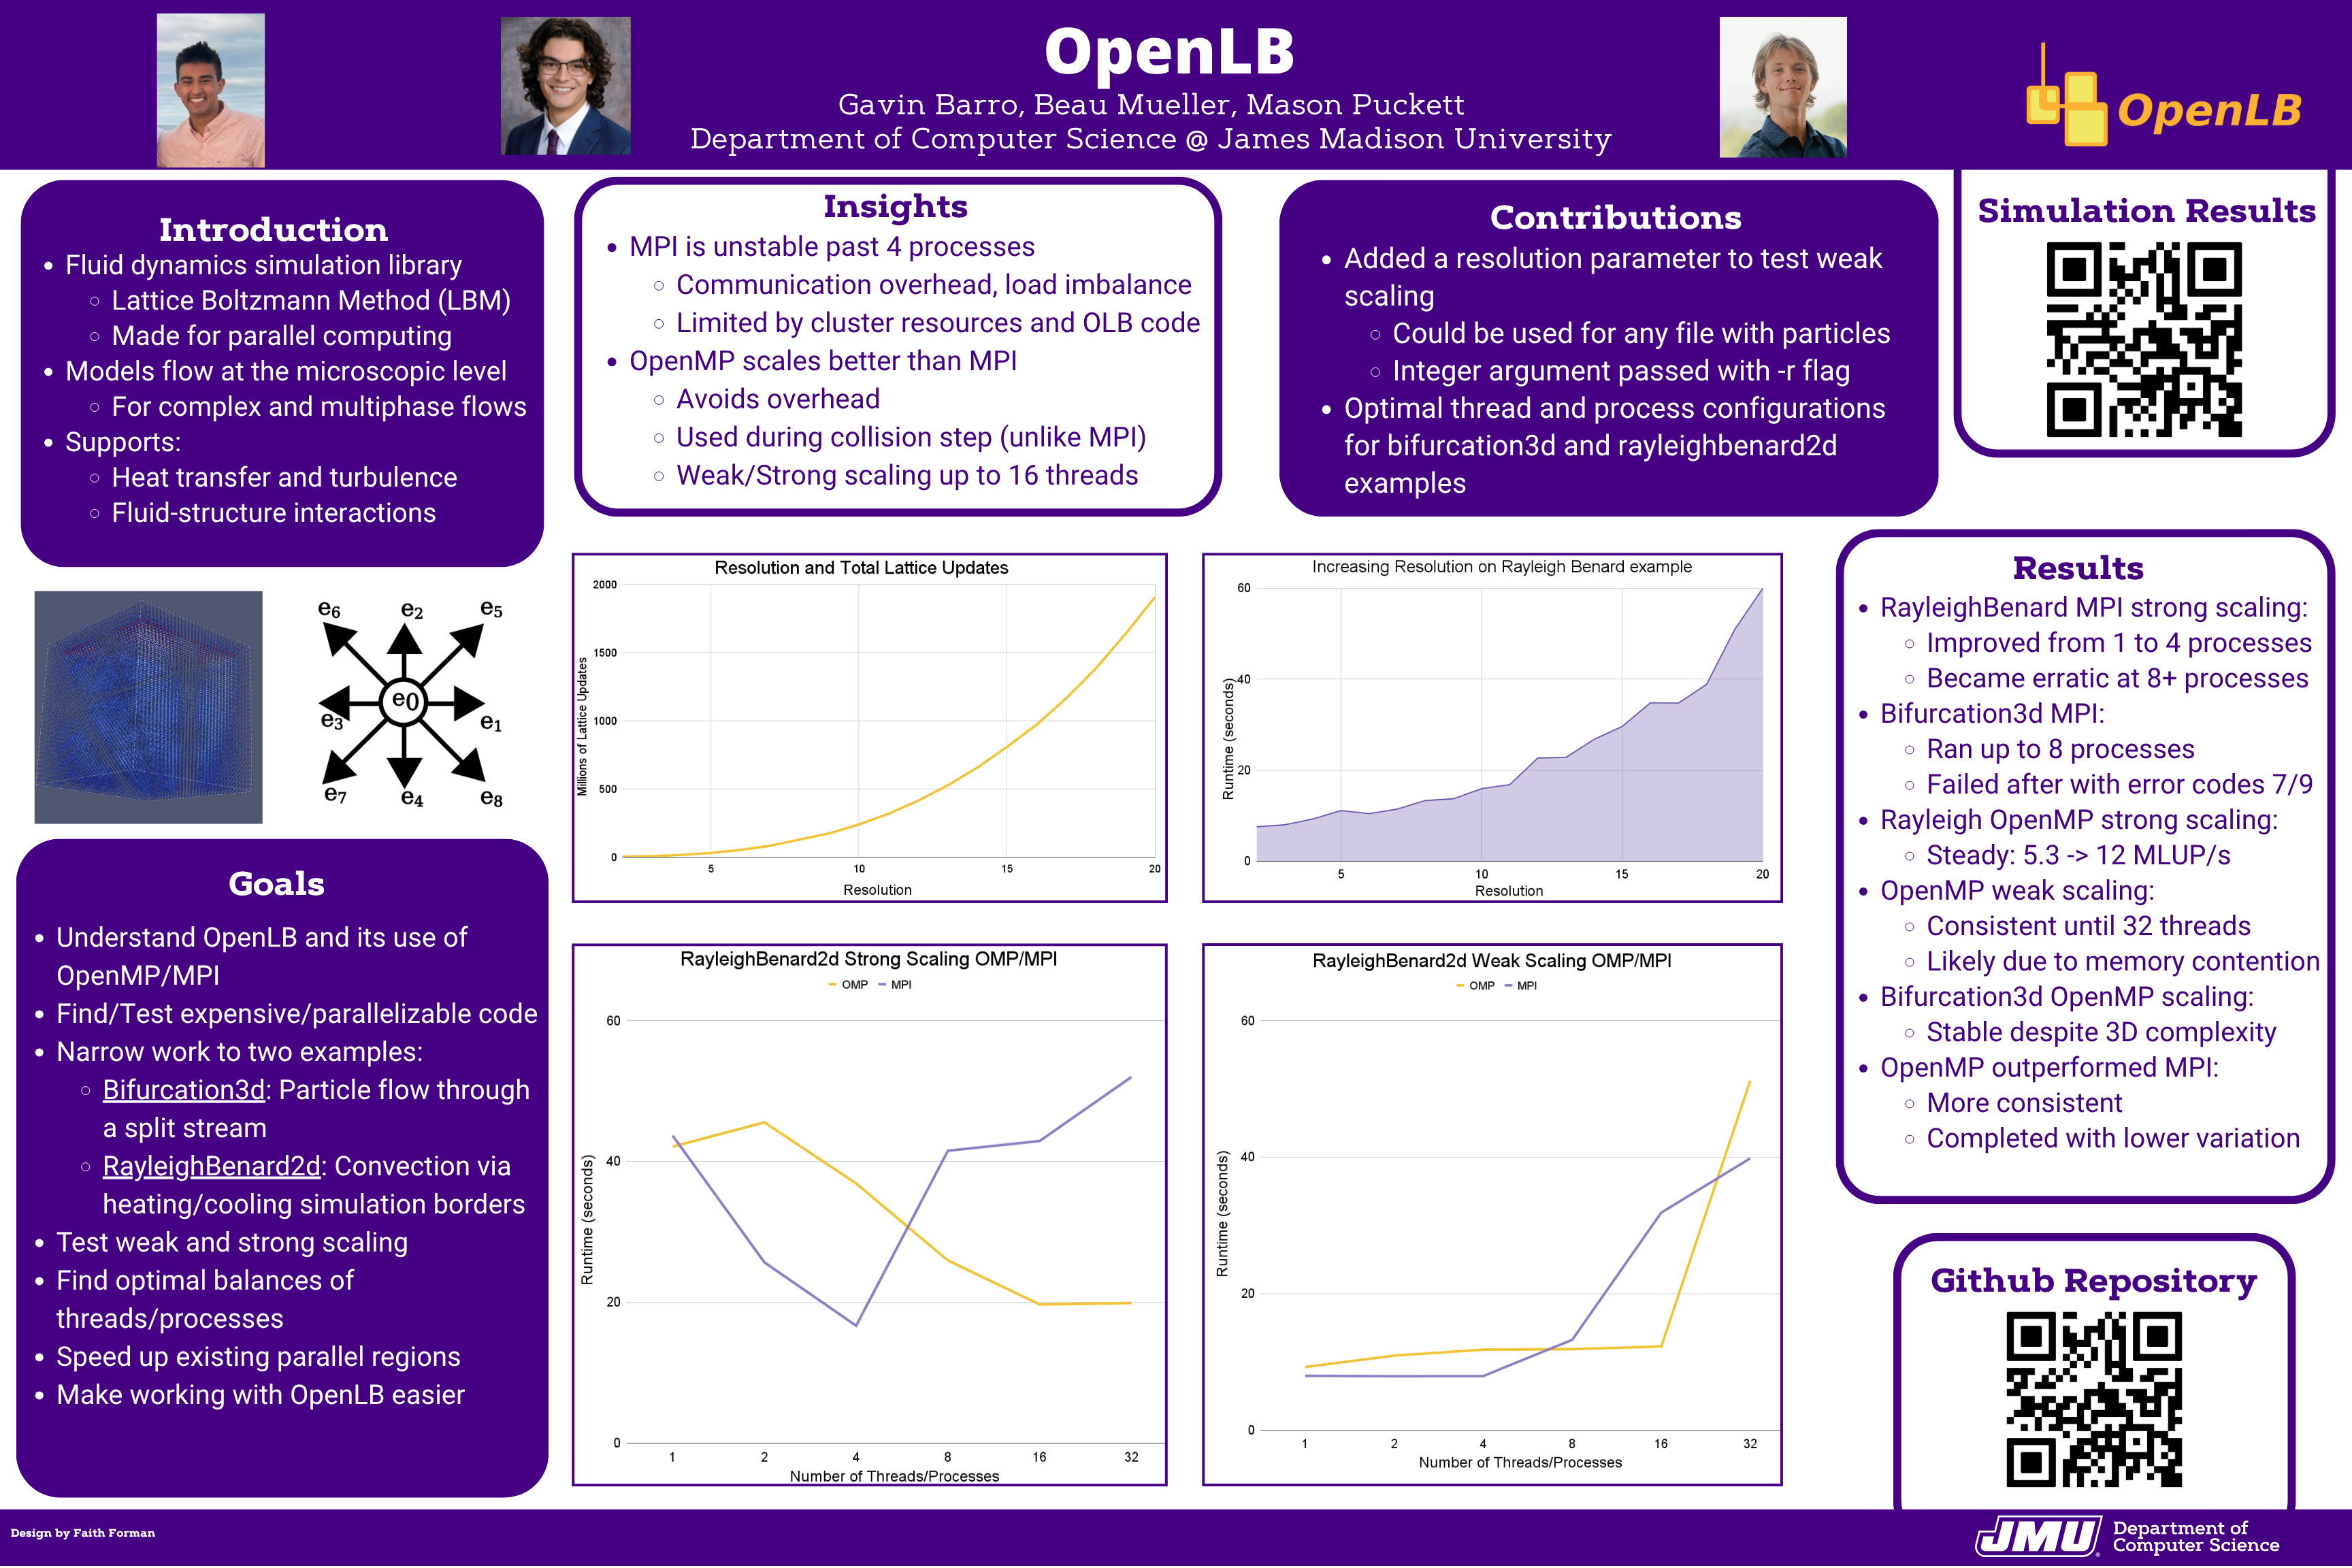 OpenLB
Gavin Barro, Beau Mueller, Mason Puckett
Department of Computer Science @ James Madison University
OpenLB
Introduction
• Fluid dynamics simulation library
○ Lattice Boltzmann Method (LBM)
○ Made for parallel computing
• Models flow at the microscopic level
○ For complex and multiphase flows
• Supports:
○ Heat transfer and turbulence
○ Fluid-structure interactions
Insights
• MPI is unstable past 4 processes
○ Communication overhead, load imbalance
○ Limited by cluster resources and OLB code
• OpenMP scales better than MPI
○ Avoids overhead
○ Used during collision step (unlike MPI)
○ Weak/Strong scaling up to 16 threads
Contributions
• Added a resolution parameter to test weak
scaling
○ Could be used for any file with particles
○ Integer argument passed with -r flag
• Optimal thread and process configurations
for bifurcation3d and rayleighbenard2d
examples
Simulation Results
e6 e2 e5
e0
e3 e1
e7 e4 e8
Goals
• Understand OpenLB and its use of
OpenMP/MPI
• Find/Test expensive/parallelizable code
• Narrow work to two examples:
○ Bifurcation3d: Particle flow through
a split stream
○ RayleighBenard2d: Convection via
heating/cooling simulation borders
• Test weak and strong scaling
• Find optimal balances of
threads/processes
• Speed up existing parallel regions
• Make working with OpenLB easier
Resolution and Total Lattice Updates
Millions of Lattice Updates
2000
1500
1000
500
0
5 10 15 20
Resolution
Increasing Resolution on Rayleigh Benard example
Runtime (seconds)
60
40
20
0
5 10 15 20
Resolution
RayleighBenard2d Strong Scaling OMP/MPI
OMP MPI
Runtime (seconds)
60
40
20
0
1 2 4 8 16 32
Number of Threads/Processes
RayleighBenard2d Weak Scaling OMP/MPI
OMP MPI
Runtime (seconds)
60
40
20
0
1 2 4 8 16 32
Number of Threads/Processes
Results
• RayleighBenard MPI strong scaling:
○ Improved from 1 to 4 processes
○ Became erratic at 8+ processes
• Bifurcation3d MPI:
○ Ran up to 8 processes
○ Failed after with error codes 7/9
• Rayleigh OpenMP strong scaling:
○ Steady: 5.3 -> 12 MLUP/s
• OpenMP weak scaling:
○ Consistent until 32 threads
○ Likely due to memory contention
• Bifurcation3d OpenMP scaling:
○ Stable despite 3D complexity
• OpenMP outperformed MPI:
○ More consistent
○ Completed with lower variation
Github Repository
Design by Faith Forman
JMU
Department of
Computer Science